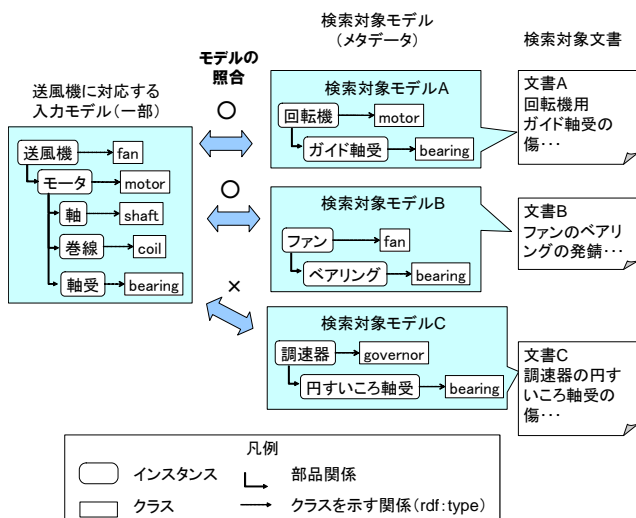 検索対象モデル
(メタデータ)
検索対象文書
モデルの
照合
送風機に対応する
入力モデル(一部)
送風機
fan
モータ
motor
軸
shaft
巻線
coil
軸受
bearing
○
○
×
検索対象モデルA
回転機
motor
ガイド軸受
bearing
文書A
回転機用
ガイド軸受の
傷・・・
検索対象モデルB
ファン
fan
ベアリング
bearing
文書B
ファンのベアリ
ングの発錆・・・
検索対象モデルC
調速器
governor
円すいころ軸受
bearing
文書C
調速器の円す
いころ軸受の
傷・・・
凡例
インスタンス
部品関係
クラス
クラスを示す関係(rdf:type)